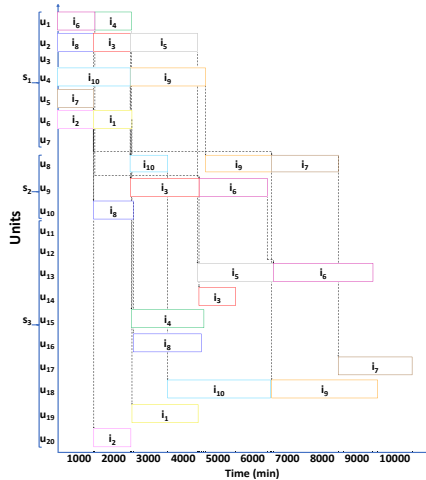 u1 i6 i4
u2 i8 i3 i5
u3
s1 u4 i10 i9
u5 i7
u6 i2 i1
u7
u8 i10 i9 i7
s2 u9 i3 i6
u10 i8
u11
u12
u13 i5 i6
u14 i3
s3 u15 i4
u16 i8
u17 i7
u18 i10 i9
u19 i1
u20 i2
Units
1000 2000 3000 4000 5000 6000 7000 8000 9000 10000
Time (min)